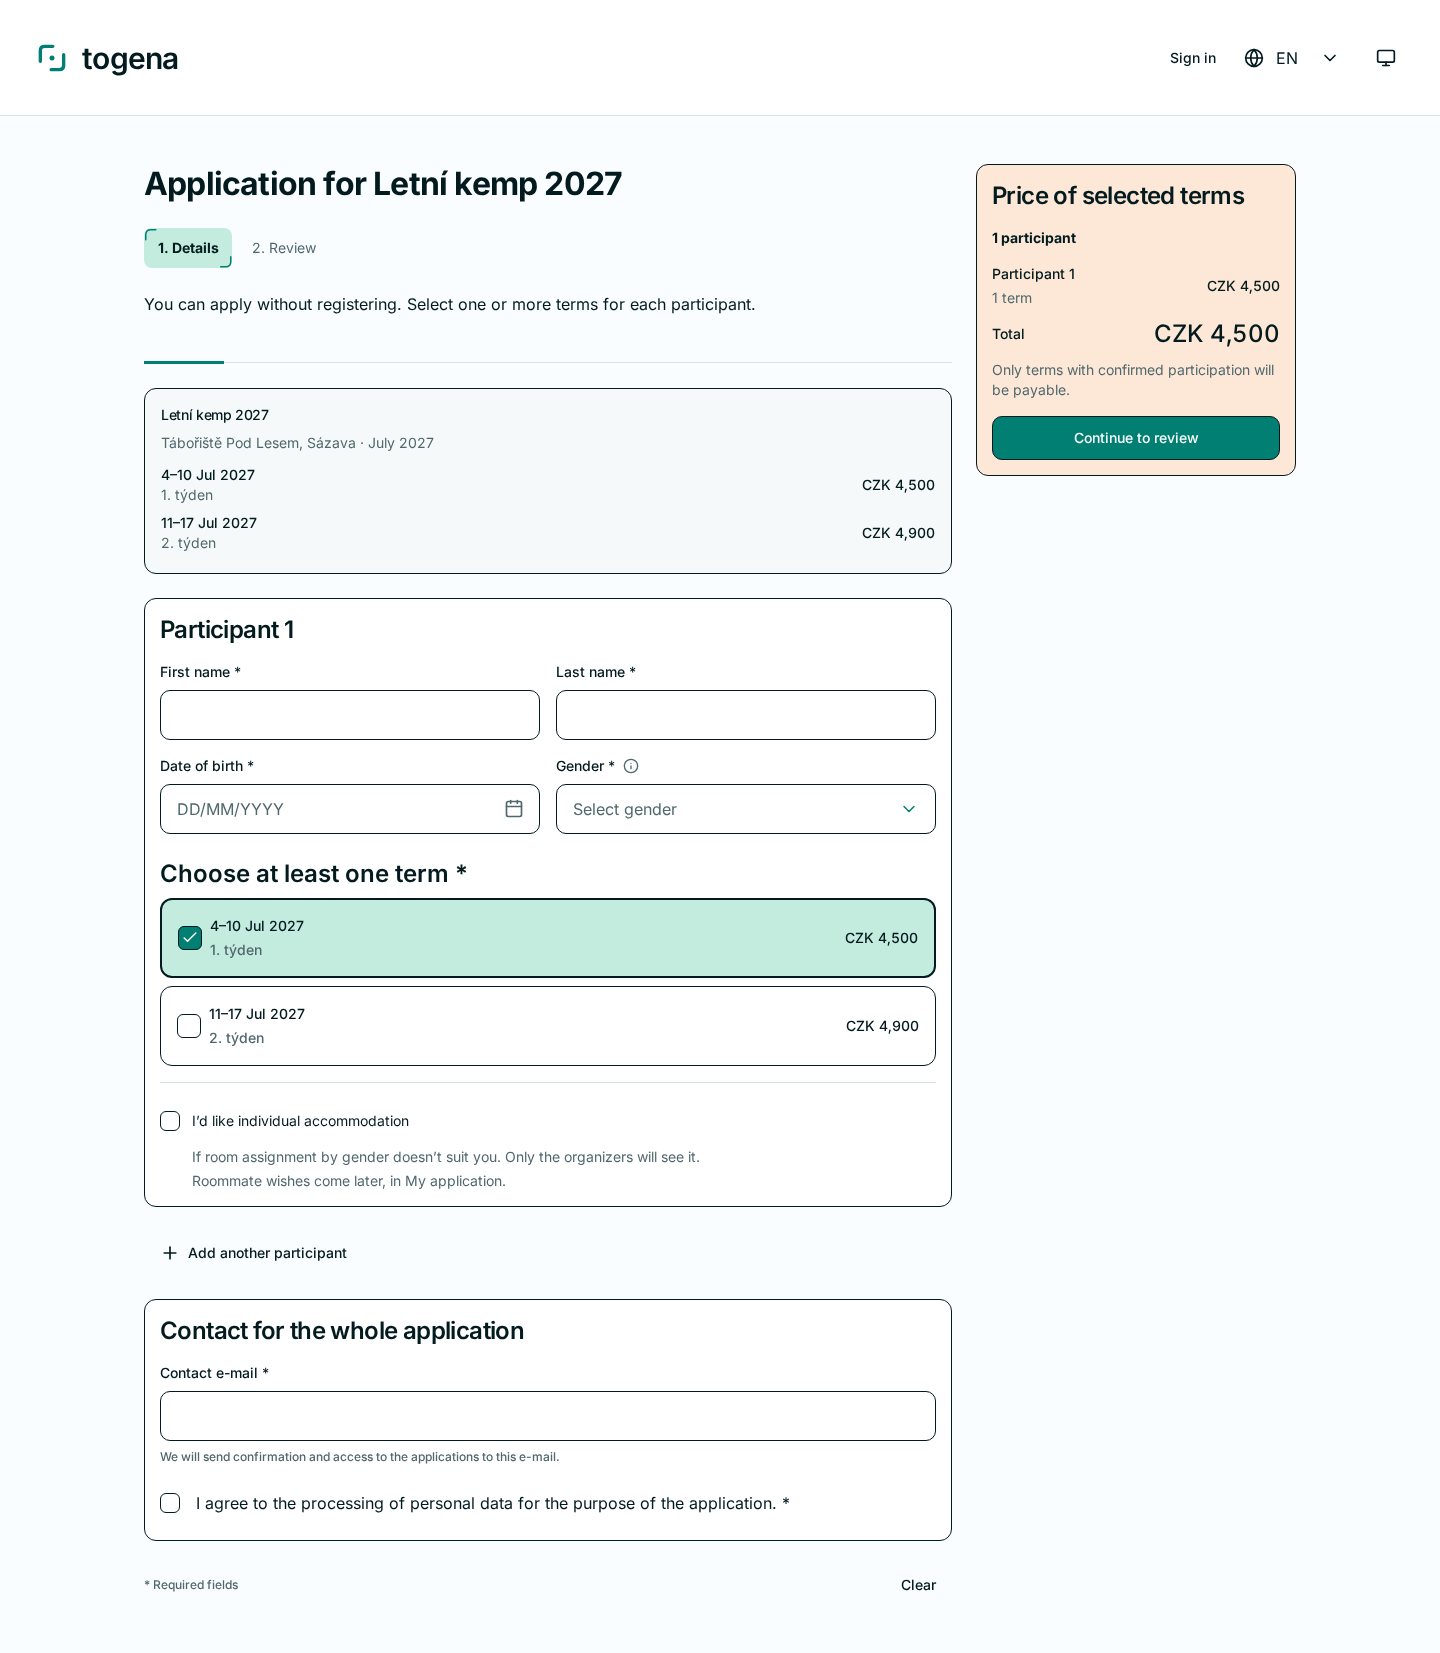 togena
Sign in
EN
Application for Letní kemp 2027
1. Details
2. Review
You can apply without registering. Select one or more terms for each participant.
Letní kemp 2027
Tábořiště Pod Lesem, Sázava · July 2027
4–10 Jul 2027
1. týden
CZK 4,500
11–17 Jul 2027
2. týden
CZK 4,900
Participant 1
First name *
Last name *
Date of birth *
Gender *
DD/MM/YYYY
Select gender
Choose at least one term *
4–10 Jul 2027
1. týden
CZK 4,500
11–17 Jul 2027
2. týden
CZK 4,900
I’d like individual accommodation
If room assignment by gender doesn’t suit you. Only the organizers will see it.
Roommate wishes come later, in My application.
Add another participant
Contact for the whole application
Contact e-mail *
We will send confirmation and access to the applications to this e-mail.
I agree to the processing of personal data for the purpose of the application. *
* Required fields
Clear
Price of selected terms
1 participant
Participant 1
1 term
CZK 4,500
Total
CZK 4,500
Only terms with confirmed participation will
be payable.
Continue to review